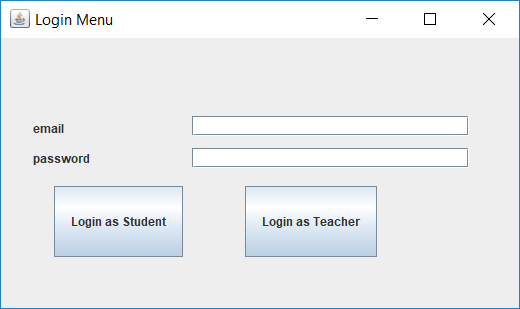 Login Menu
email
password
Login as Student
Login as Teacher